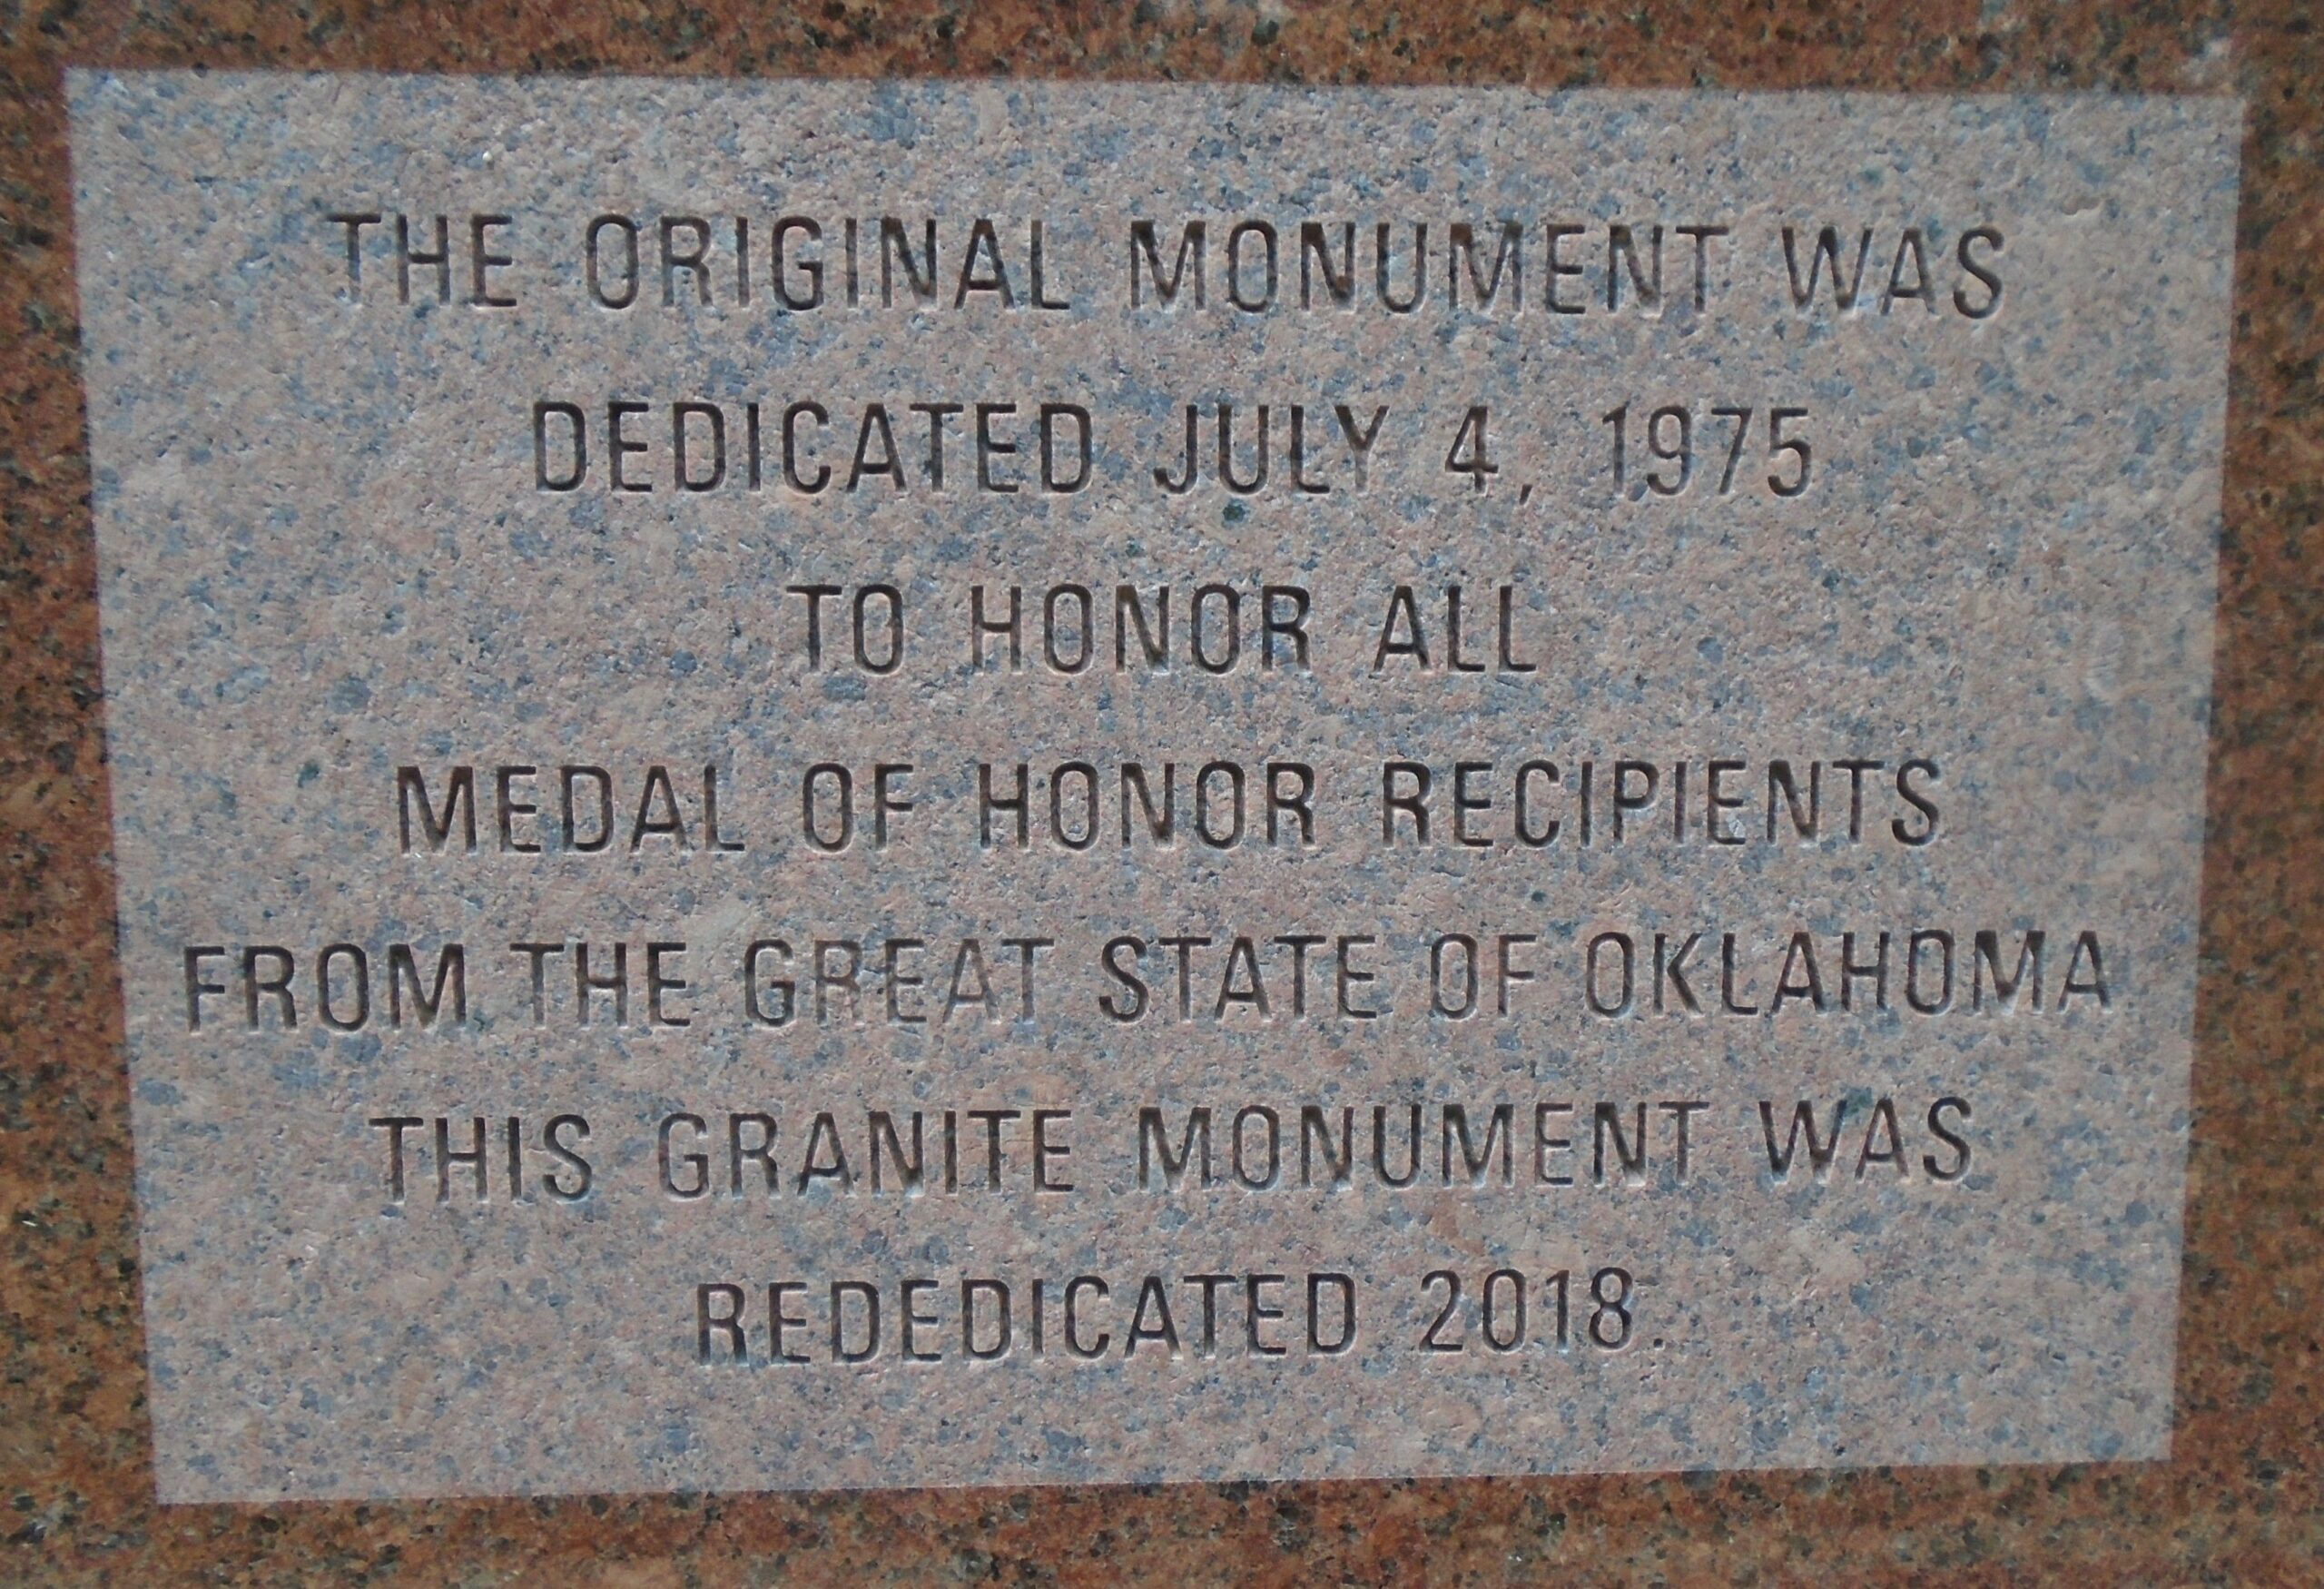 THE ORIGINAL MONUMENT WAS
DEDICATED JULY 4, 1975
TO HONOR ALL
MEDAL OF HONOR RECIPIENTS
FROM THE GREAT STATE OF OKLAHOMA
THIS GRANITE MONUMENT WAS
REDEDICATED 2018.